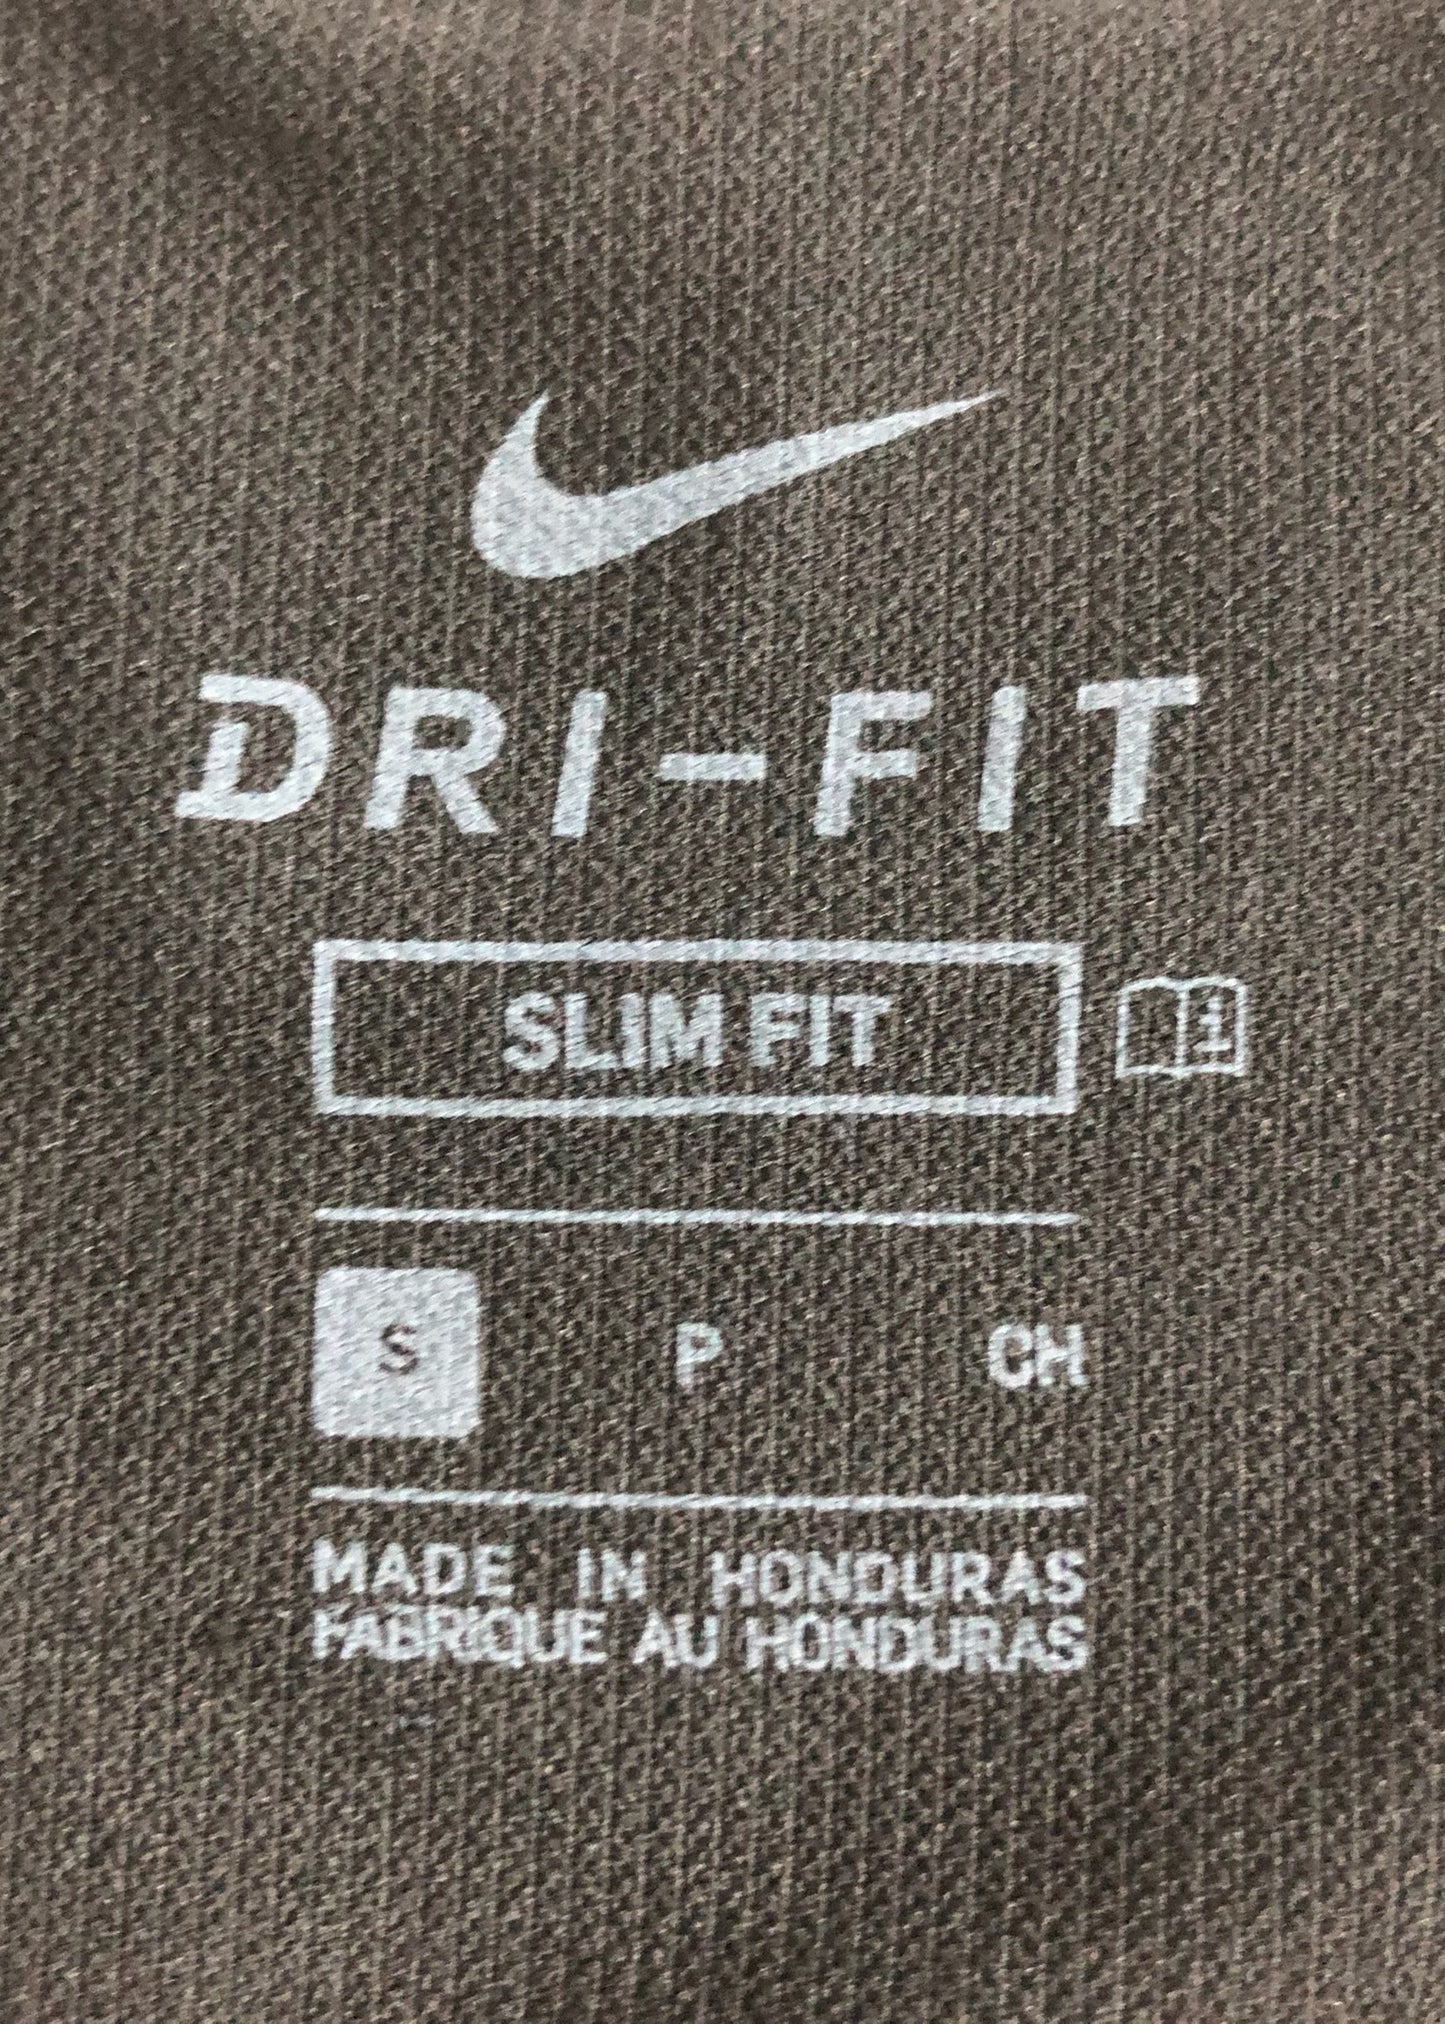 DRI-FIT
SLIM FIT
S P CH
MADE IN HONDURAS
FABRIQUE AU HONDURAS